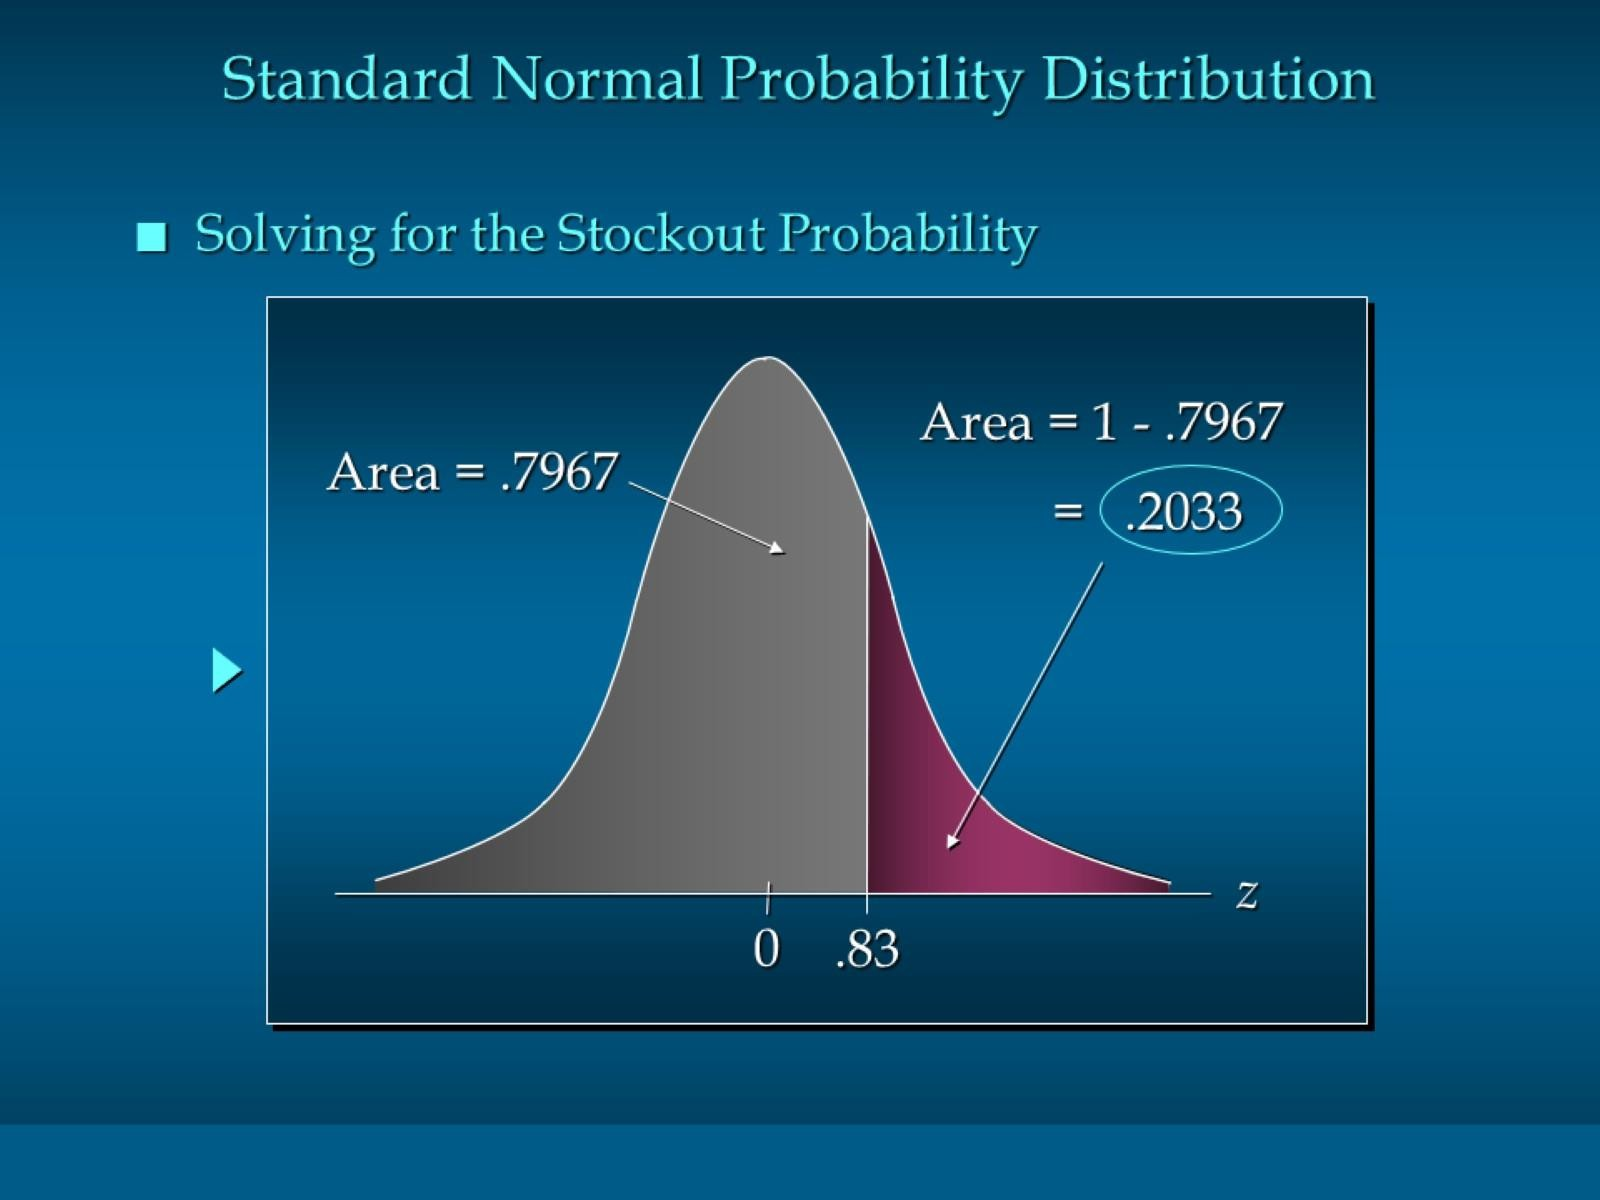 Standard Normal Probability Distribution
Solving for the Stockout Probability
Area = 1 - .7967
Area = .7967
= .2033
z
0 .83